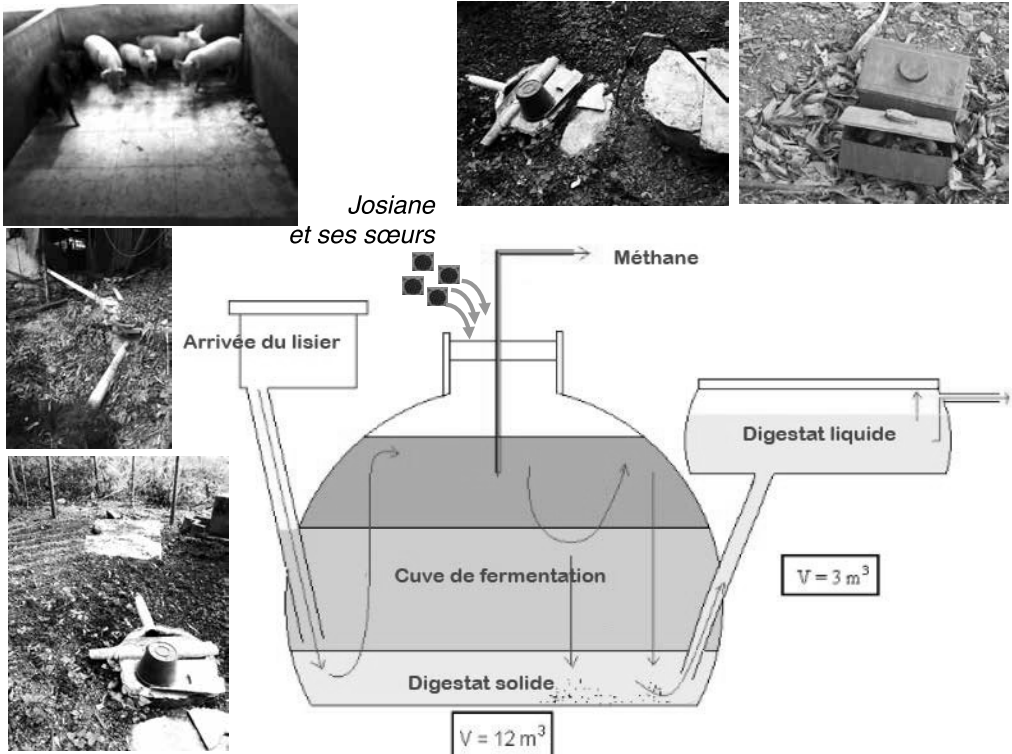 Josiane
et ses sœurs
Méthane
Arrivée du lisier
Digestat liquide
Cuve de fermentation
V = 3 m³
Digestat solide
V = 12 m³